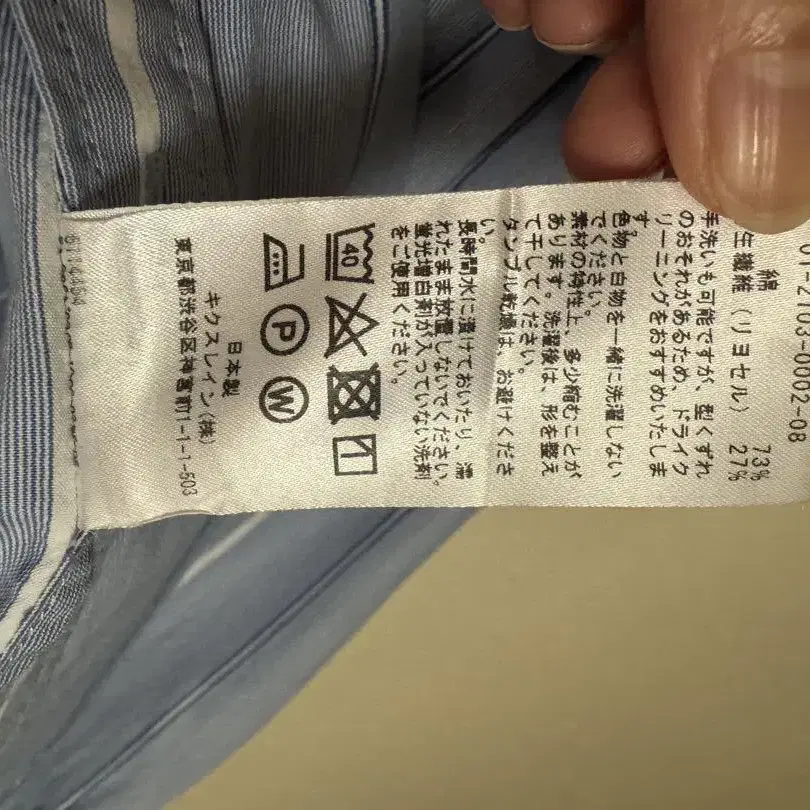 01-2103-0002-08
綿 73%
生繊維(リヨセル) 27%
手洗いも可能ですが、型くずれ
のおそれがあるため、ドライク
リーニングをおすすめいたしま
す。
色物と白物を一緒に洗濯しない
でください。
素材の特性上、多少縮むことが
あります。洗濯後は、形を整え
て干してください。
タンブル乾燥は、お避けくださ
い。
長時間水に漬けておいたり、濡
れたまま放置しないでください。
蛍光増白剤が入っていない洗剤
をご使用ください。
40
P W
日本製
キクスレイン(株)
東京都渋谷区神宮前1-1-1-503